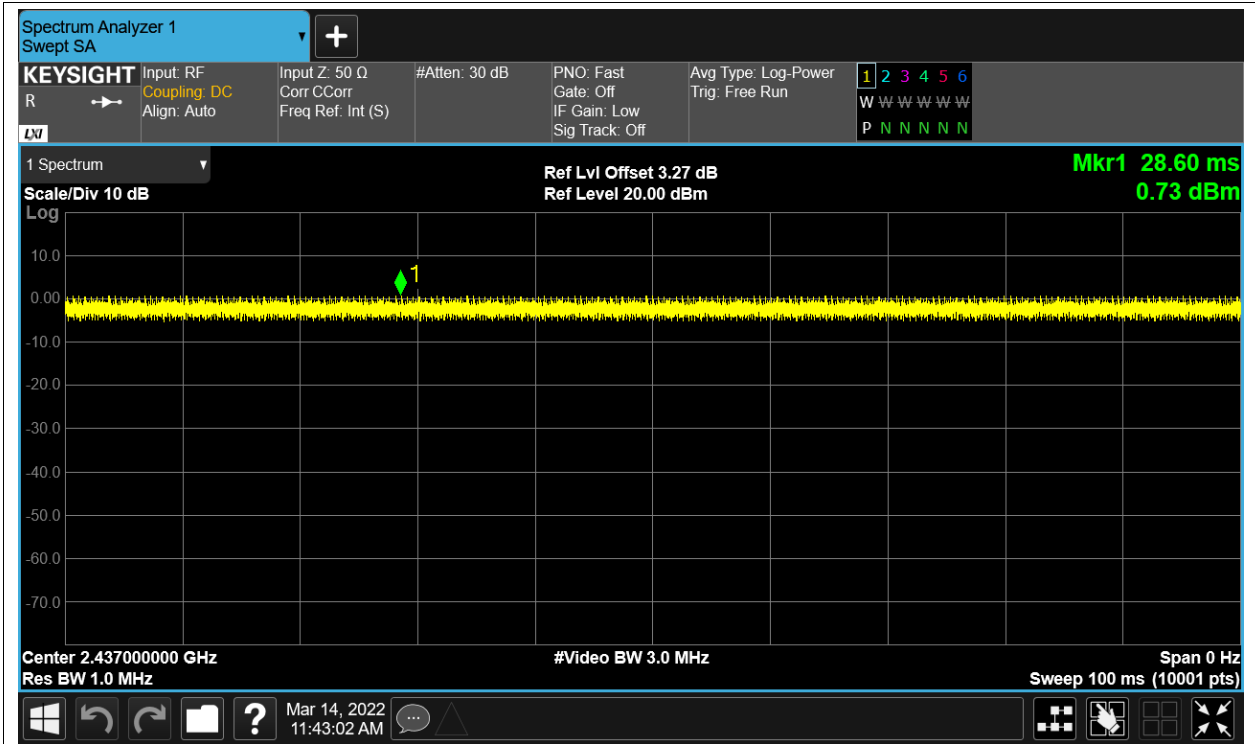 Spectrum Analyzer 1
Swept SA
KEYSIGHT
R
LXI
Input: RF
Coupling: DC
Align: Auto
Input Z: 50 Ω
Corr CCorr
Freq Ref: Int (S)
#Atten: 30 dB
PNO: Fast
Gate: Off
IF Gain: Low
Sig Track: Off
Avg Type: Log-Power
Trig: Free Run
1 2 3 4 5 6
W W W W W W
P N N N N N
1 Spectrum
Scale/Div 10 dB
Ref Lvl Offset 3.27 dB
Ref Level 20.00 dBm
Mkr1 28.60 ms
0.73 dBm
Log
10.0
1
0.00
-10.0
-20.0
-30.0
-40.0
-50.0
-60.0
-70.0
Center 2.437000000 GHz
Res BW 1.0 MHz
#Video BW 3.0 MHz
Span 0 Hz
Sweep 100 ms (10001 pts)
?
Mar 14, 2022
11:43:02 AM